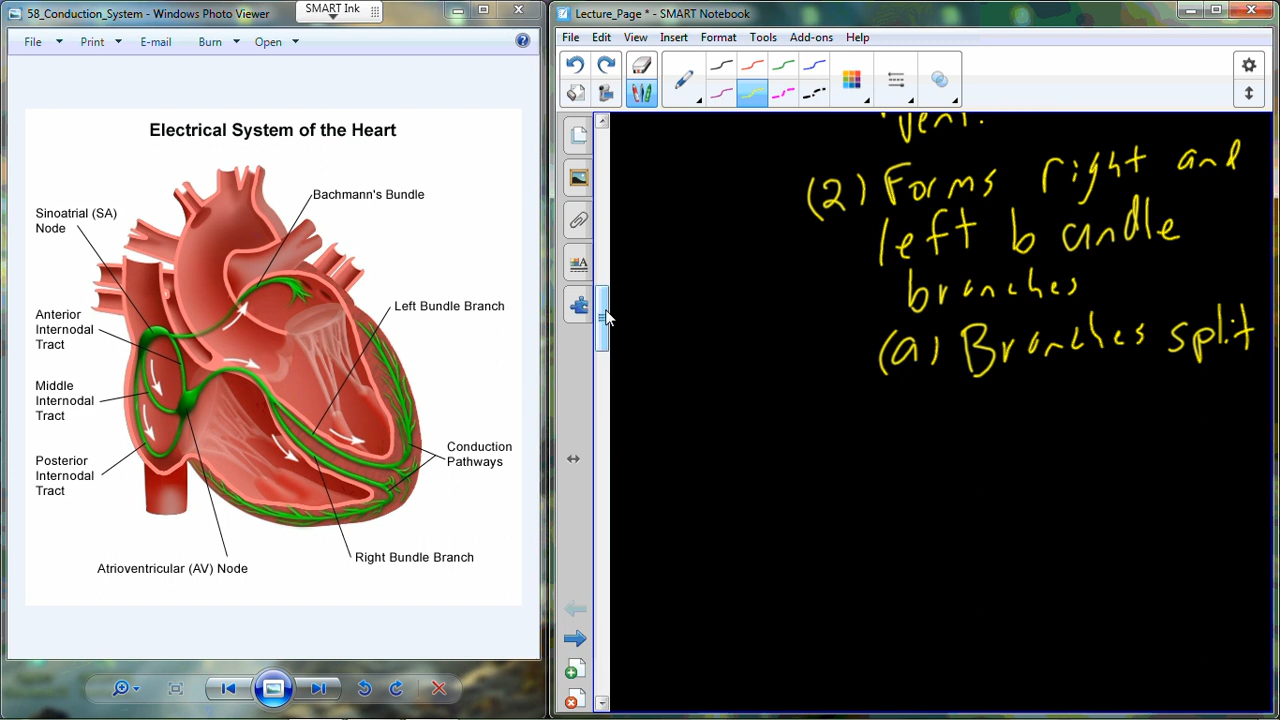 58_Conduction_System - Windows Photo Viewer
SMART Ink
File Print E-mail Burn Open
Electrical System of the Heart
Bachmann's Bundle
Sinoatrial (SA)
Node
Left Bundle Branch
Anterior
Internodal
Tract
Middle
Internodal
Tract
Conduction
Pathways
Posterior
Internodal
Tract
Right Bundle Branch
Atrioventricular (AV) Node
Lecture_Page * - SMART Notebook
File Edit View Insert Format Tools Add-ons Help
vent.
(2) Forms right and
left bundle
branches
(a) Branches split